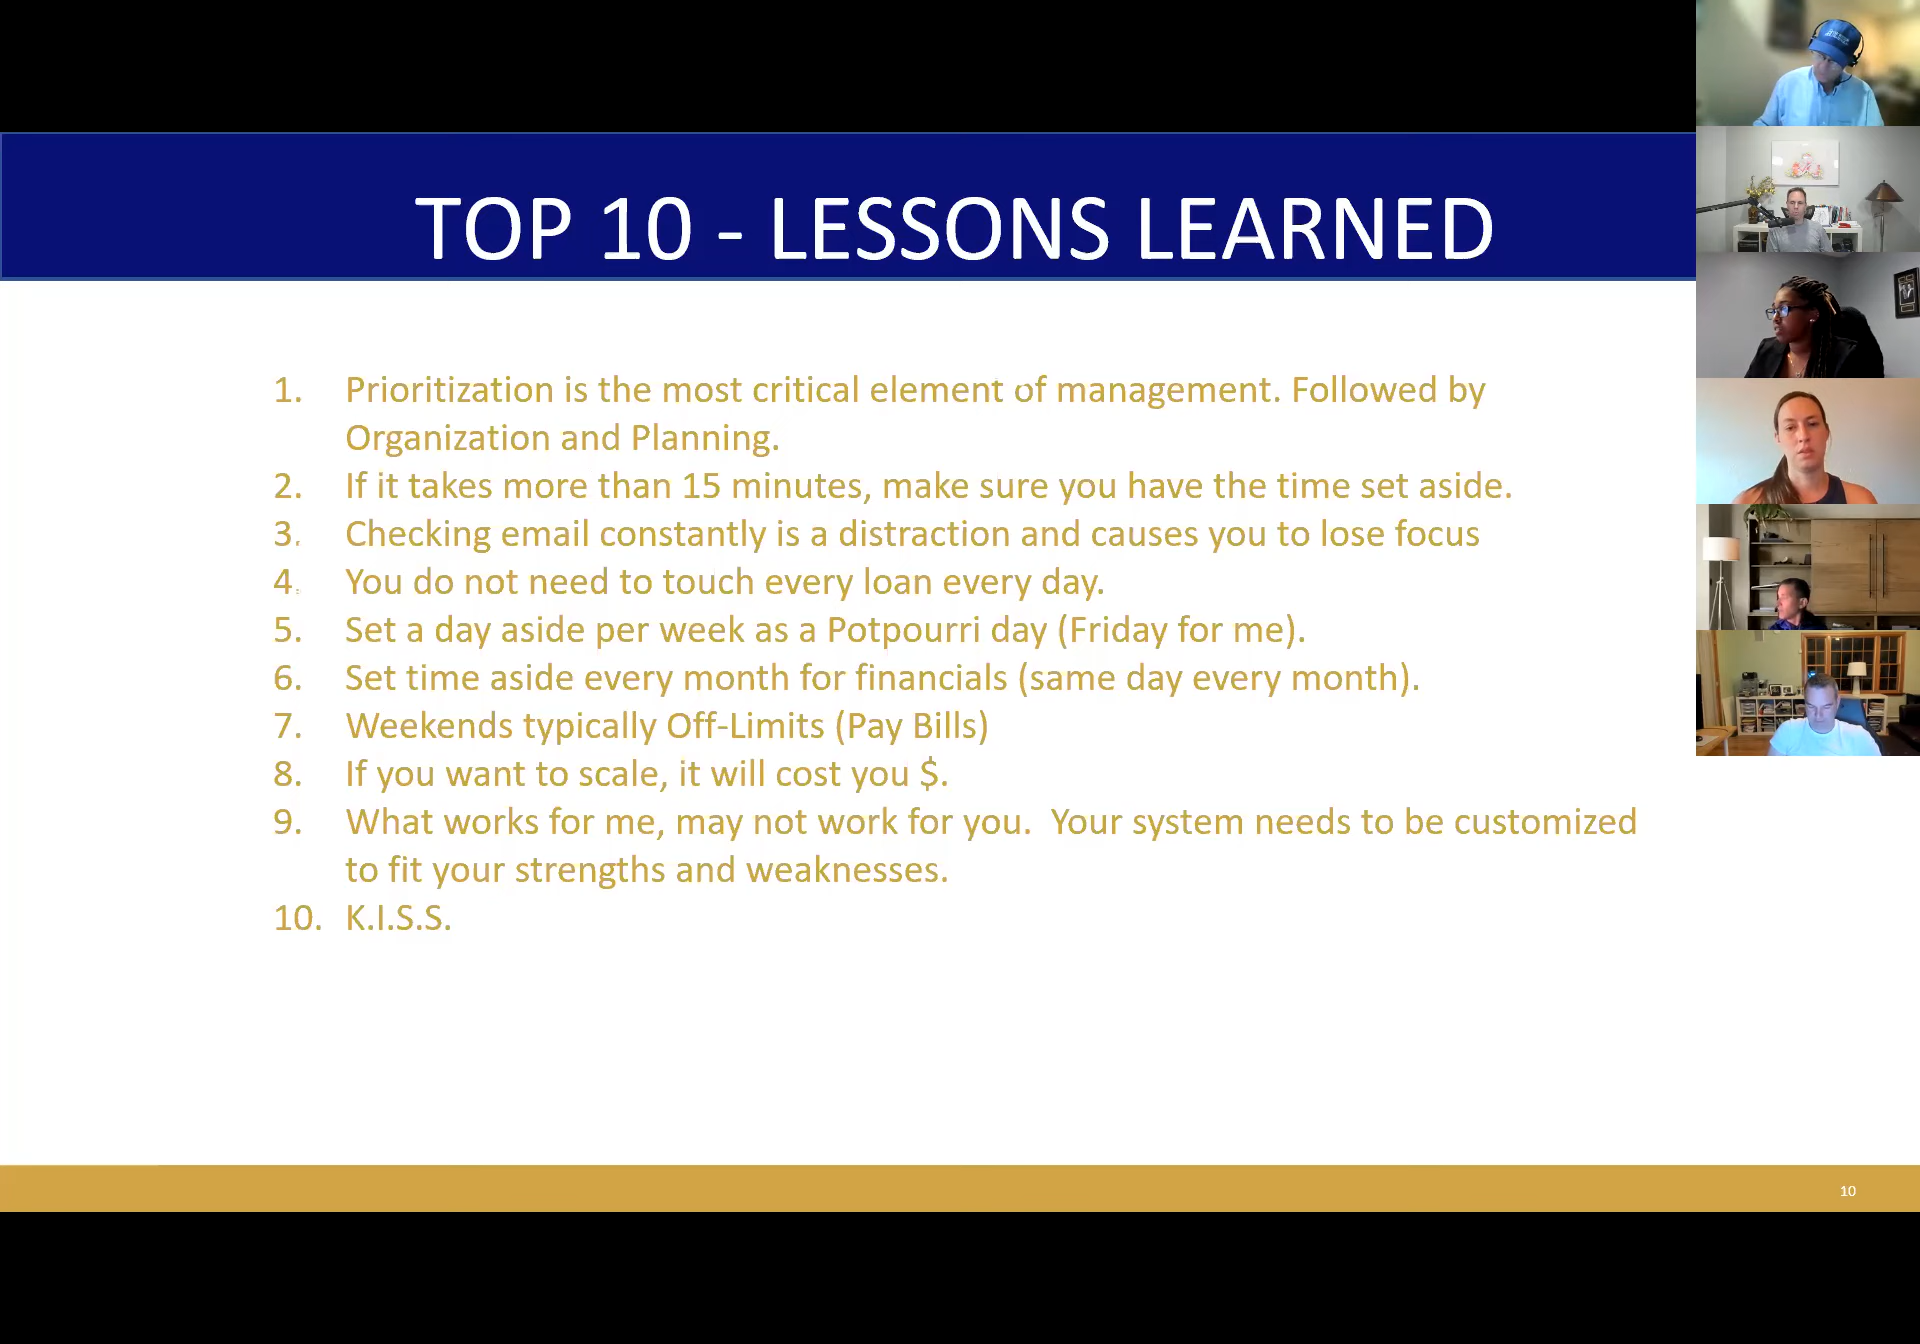 TOP 10 - LESSONS LEARNED
1. Prioritization is the most critical element of management. Followed by
Organization and Planning.
2. If it takes more than 15 minutes, make sure you have the time set aside.
3. Checking email constantly is a distraction and causes you to lose focus
4. You do not need to touch every loan every day.
5. Set a day aside per week as a Potpourri day (Friday for me).
6. Set time aside every month for financials (same day every month).
7. Weekends typically Off-Limits (Pay Bills)
8. If you want to scale, it will cost you $.
9. What works for me, may not work for you.  Your system needs to be customized
to fit your strengths and weaknesses.
10. K.I.S.S.
10